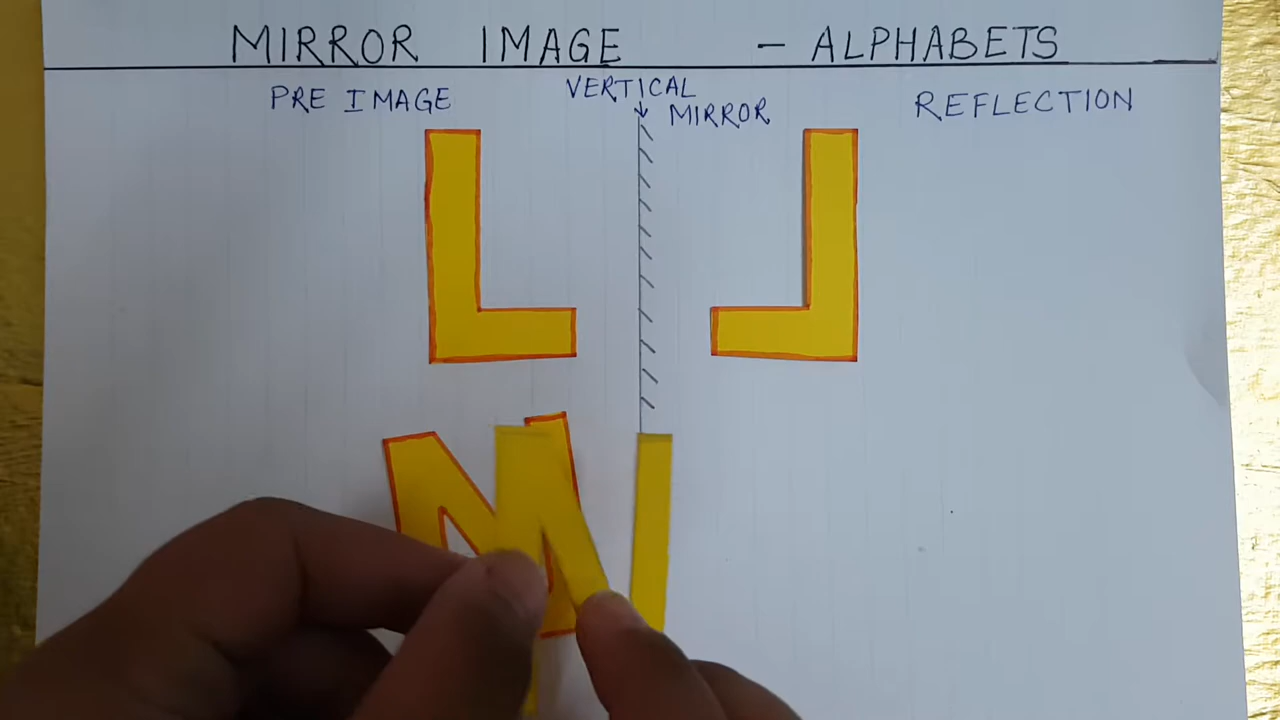 MIRROR IMAGE - ALPHABETS
PRE IMAGE
VERTICAL
MIRROR
REFLECTION
L
N